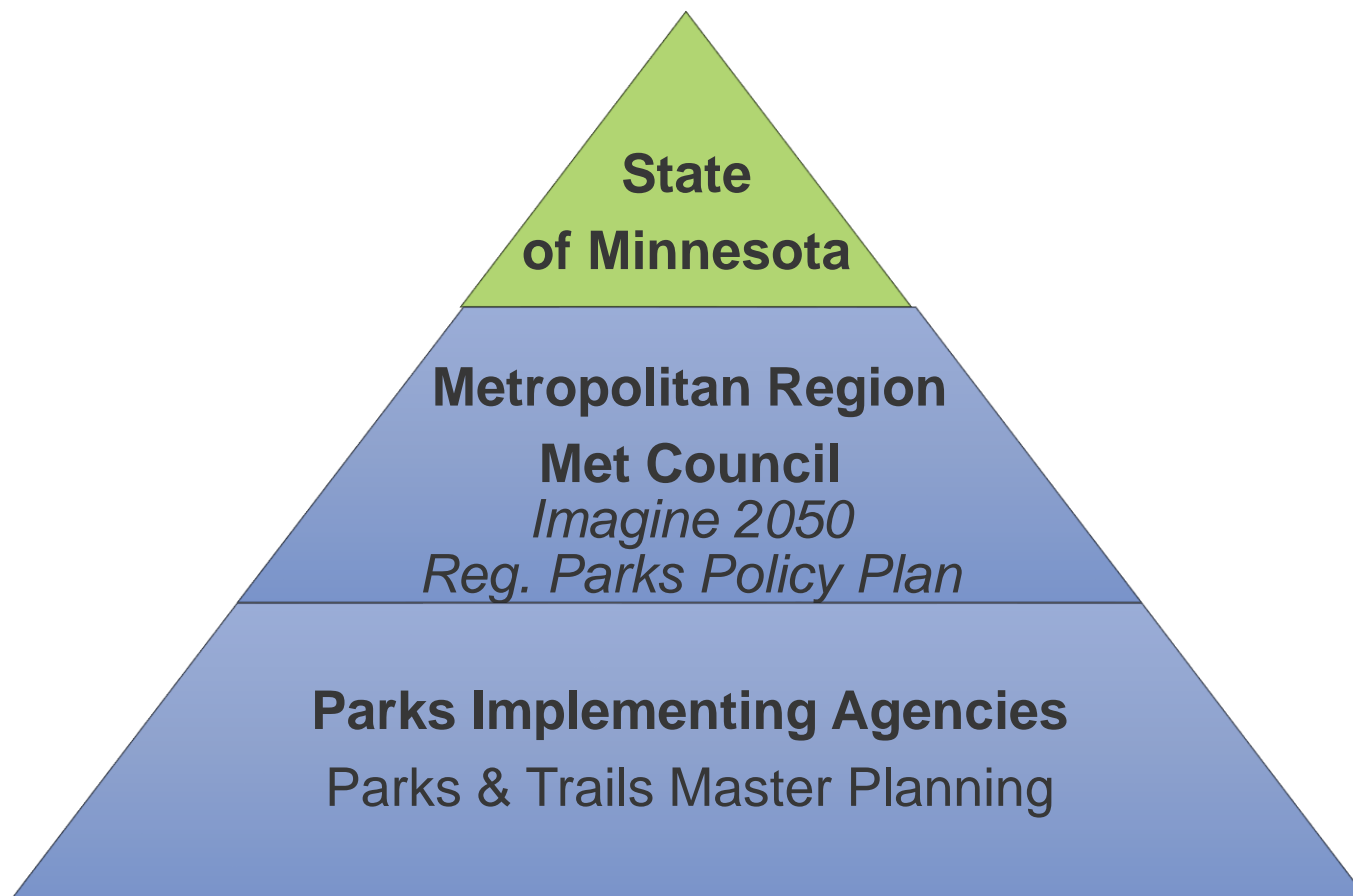 State
of Minnesota
Metropolitan Region
Met Council
Imagine 2050
Reg. Parks Policy Plan
Parks Implementing Agencies
Parks & Trails Master Planning